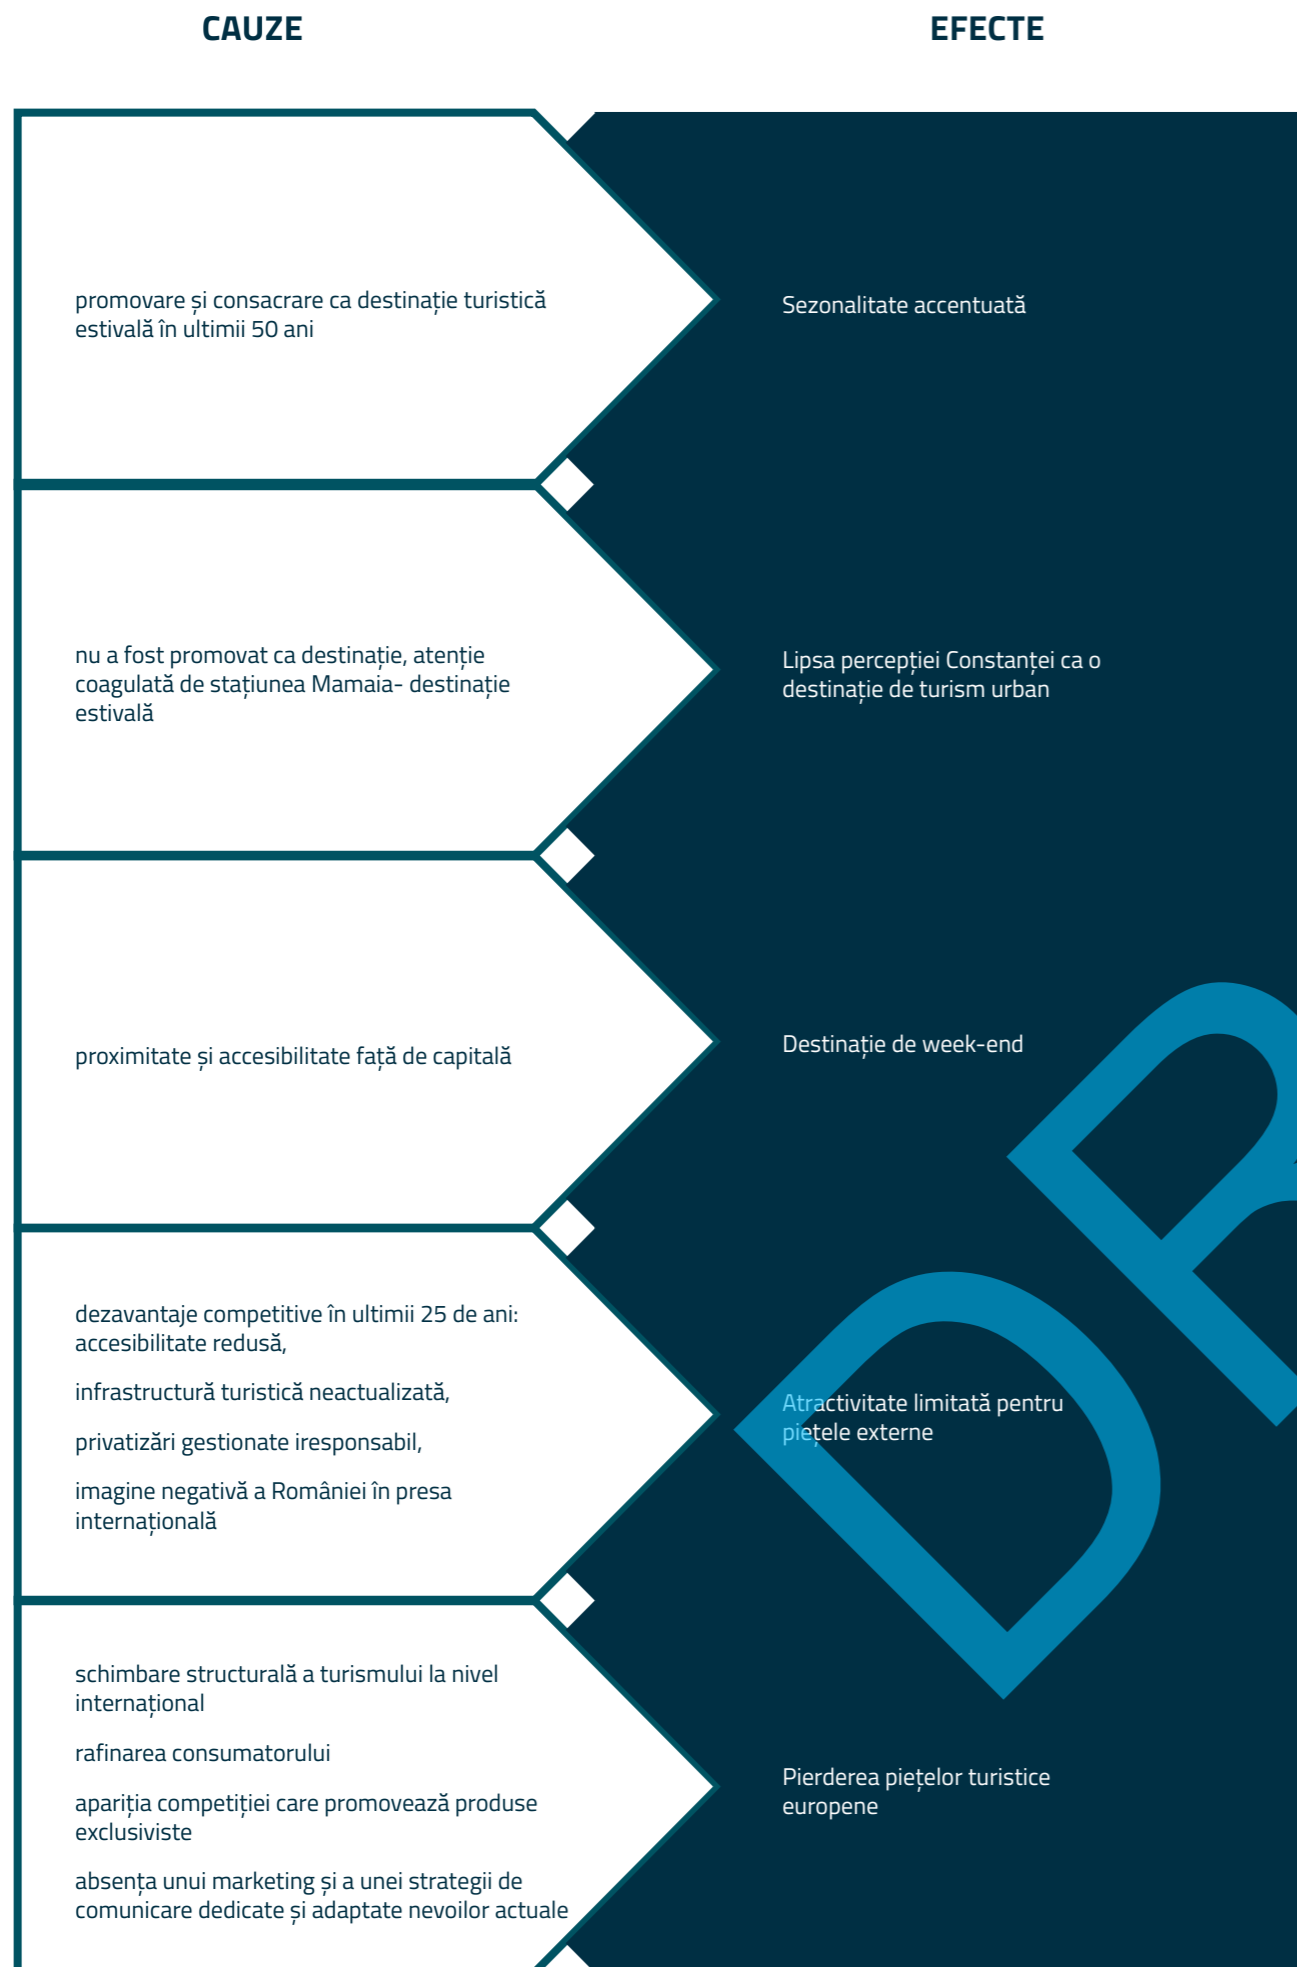 CAUZE
EFECTE
promovare și consacrare ca destinație turistică
estivală în ultimii 50 ani
Sezonalitate accentuată
nu a fost promovat ca destinație, atenție
coagulată de stațiunea Mamaia- destinație
estivală
Lipsa percepției Constanței ca o
destinație de turism urban
proximitate și accesibilitate față de capitală
Destinație de week-end
dezavantaje competitive în ultimii 25 de ani:
accesibilitate redusă,
infrastructură turistică neactualizată,
privatizări gestionate iresponsabil,
imagine negativă a României în presa
internațională
Atractivitate limitată pentru
piețele externe
schimbare structurală a turismului la nivel
internațional
rafinarea consumatorului
apariția competiției care promovează produse
exclusiviste
absența unui marketing și a unei strategii de
comunicare dedicate și adaptate nevoilor actuale
Pierderea piețelor turistice
europene
DR